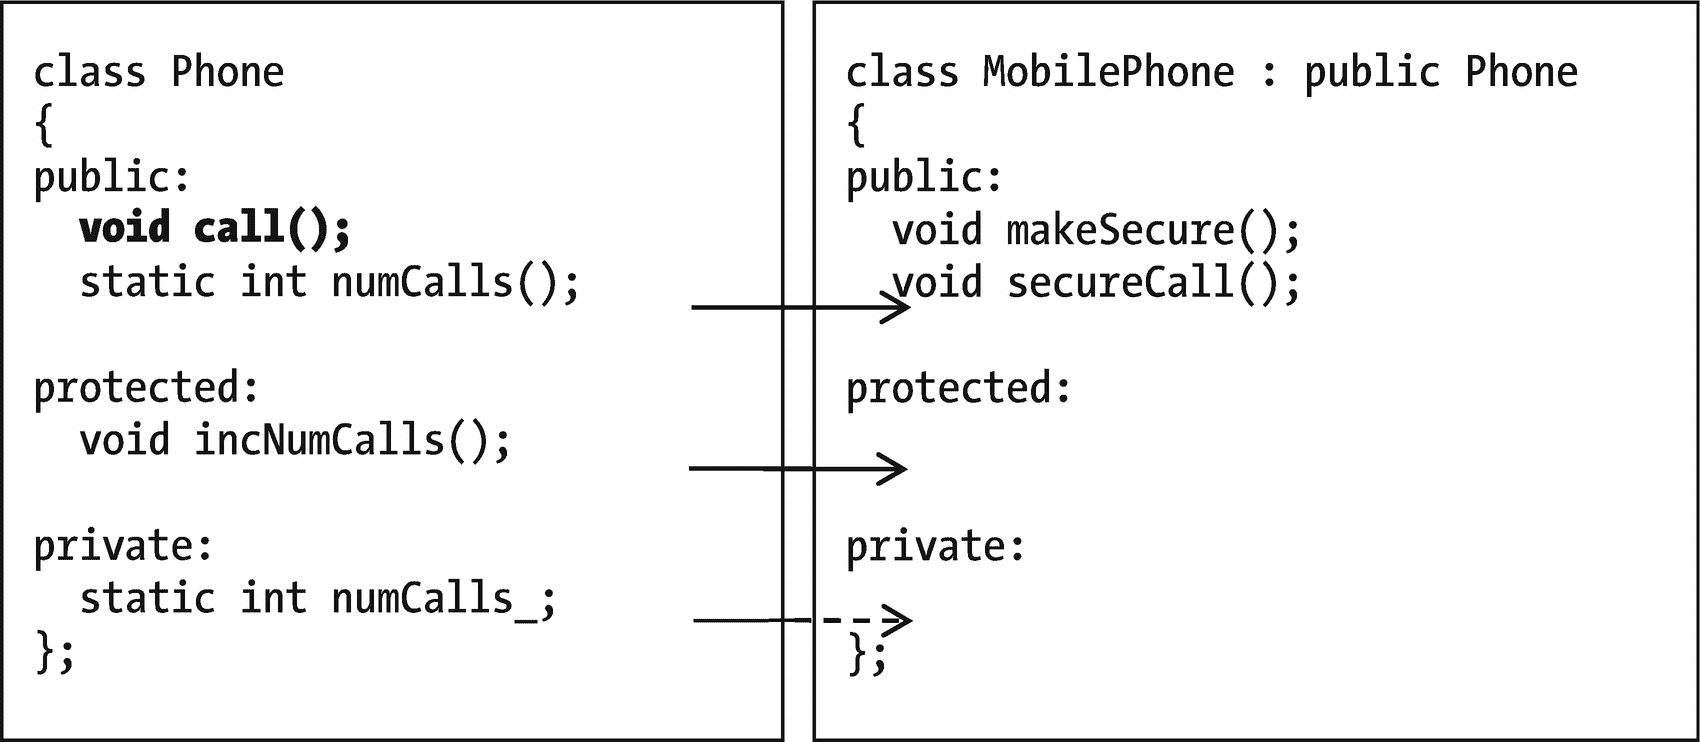 class Phone
{
public:
  void call();
  static int numCalls();
protected:
  void incNumCalls();
private:
  static int numCalls_;
};
class MobilePhone : public Phone
{
public:
  void makeSecure();
  void secureCall();
protected:
private:
};